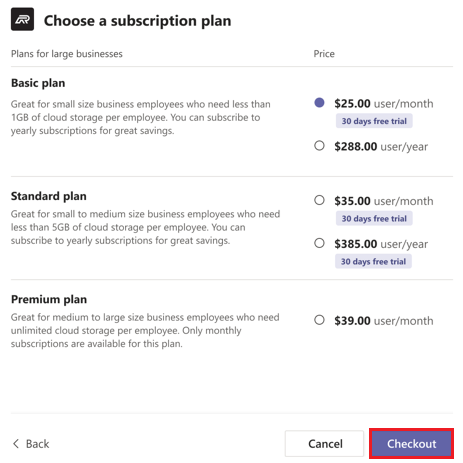 Choose a subscription plan
Plans for large businesses
Price
Basic plan
Great for small size business employees who need less than
1GB of cloud storage per employee. You can subscribe to
yearly subscriptions for great savings.
$25.00 user/month
30 days free trial
$288.00 user/year
Standard plan
Great for small to medium size business employees who need
less than 5GB of cloud storage per employee. You can
subscribe to yearly subscriptions for great savings.
$35.00 user/month
30 days free trial
$385.00 user/year
30 days free trial
Premium plan
Great for medium to large size business employees who need
unlimited cloud storage per employee. Only monthly
subscriptions are available for this plan.
$39.00 user/month
Back
Cancel
Checkout